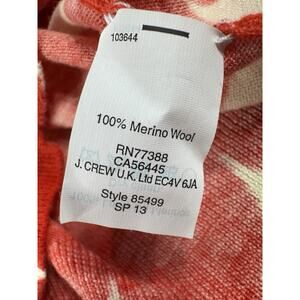 103644
100% Merino Wool
RN77388
CA56445
J. CREW U.K. Ltd EC4V 6JA
Style 85499
SP 13